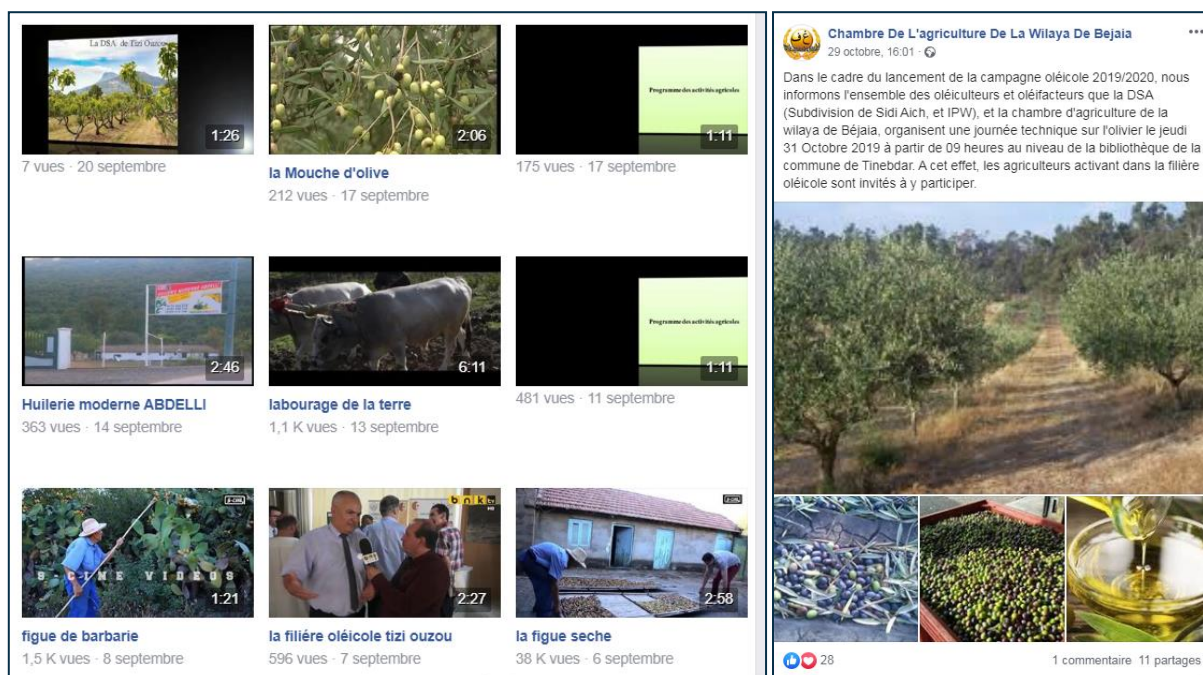 La DSA de Tizi Ouzou
1:26
7 vues · 20 septembre
2:06
la Mouche d'olive
212 vues · 17 septembre
Programme des activités agricoles
1:11
175 vues · 17 septembre
2:46
Huilerie moderne ABDELLI
363 vues · 14 septembre
6:11
labourage de la terre
1,1 K vues · 13 septembre
Programme des activités agricoles
1:11
481 vues · 11 septembre
S-CINE VIDEOS
1:21
figue de barbarie
1,5 K vues · 8 septembre
bnk tv
2:27
la filiére oléicole tizi ouzou
596 vues · 7 septembre
2:58
la figue seche
38 K vues · 6 septembre
Chambre De L'agriculture De La Wilaya De Bejaia
29 octobre, 16:01 ·
Dans le cadre du lancement de la campagne oléicole 2019/2020, nous
informons l'ensemble des oléiculteurs et oléifacteurs que la DSA
(Subdivision de Sidi Aich, et IPW), et la chambre d'agriculture de la
wilaya de Béjaia, organisent une journée technique sur l'olivier le jeudi
31 Octobre 2019 à partir de 09 heures au niveau de la bibliothèque de la
commune de Tinebdar. A cet effet, les agriculteurs activant dans la filière
oléicole sont invités à y participer.
28
1 commentaire 11 partages